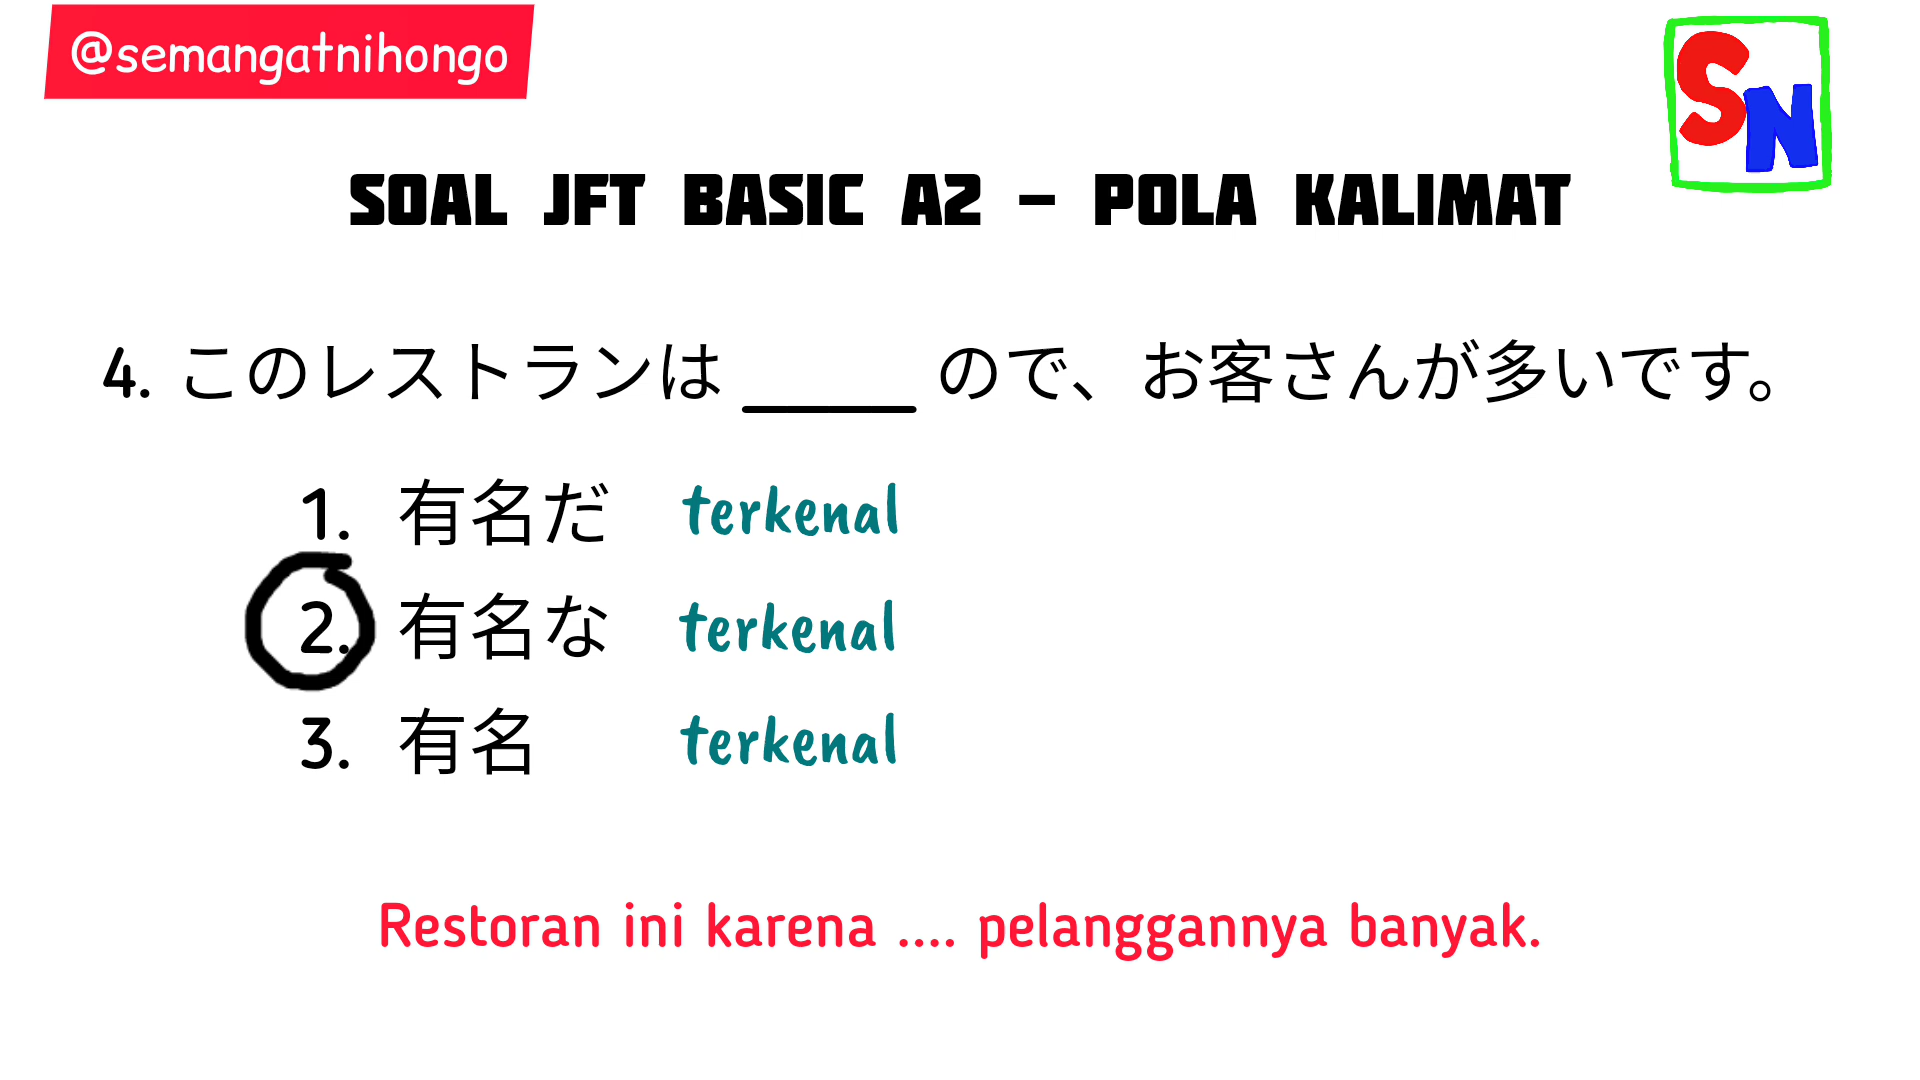 @semangatnihongo
SN
SOAL JFT BASIC A2 - POLA KALIMAT
4. このレストランは _____ ので、お客さんが多いです。
1. 有名だ terkenal
2. 有名な terkenal
3. 有名 terkenal
Restoran ini karena .... pelanggannya banyak.